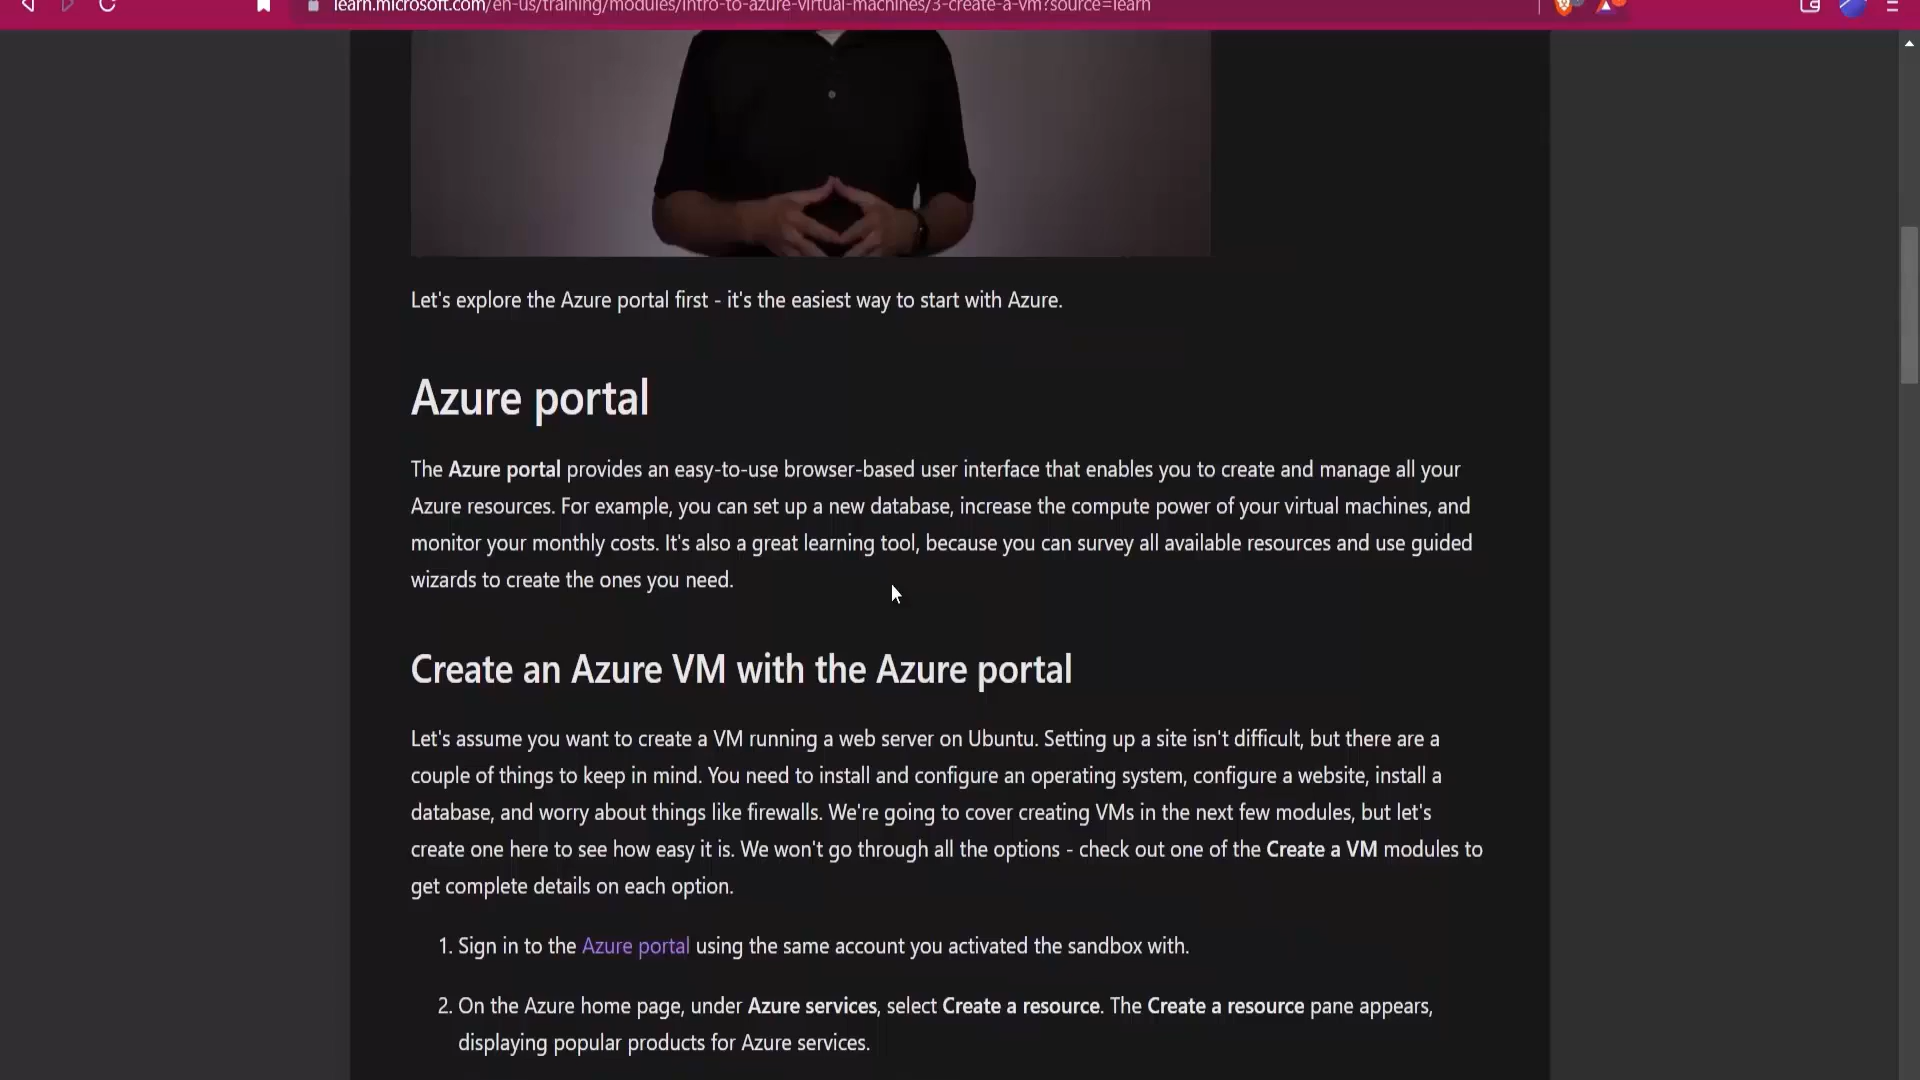 learn.microsoft.com/en-us/training/modules/intro-to-azure-virtual-machines/3-create-a-vm?source=learn
Let's explore the Azure portal first - it's the easiest way to start with Azure.
Azure portal
The Azure portal provides an easy-to-use browser-based user interface that enables you to create and manage all your
Azure resources. For example, you can set up a new database, increase the compute power of your virtual machines, and
monitor your monthly costs. It's also a great learning tool, because you can survey all available resources and use guided
wizards to create the ones you need.
Create an Azure VM with the Azure portal
Let's assume you want to create a VM running a web server on Ubuntu. Setting up a site isn't difficult, but there are a
couple of things to keep in mind. You need to install and configure an operating system, configure a website, install a
database, and worry about things like firewalls. We're going to cover creating VMs in the next few modules, but let's
create one here to see how easy it is. We won't go through all the options - check out one of the Create a VM modules to
get complete details on each option.
1. Sign in to the Azure portal using the same account you activated the sandbox with.
2. On the Azure home page, under Azure services, select Create a resource. The Create a resource pane appears,
displaying popular products for Azure services.